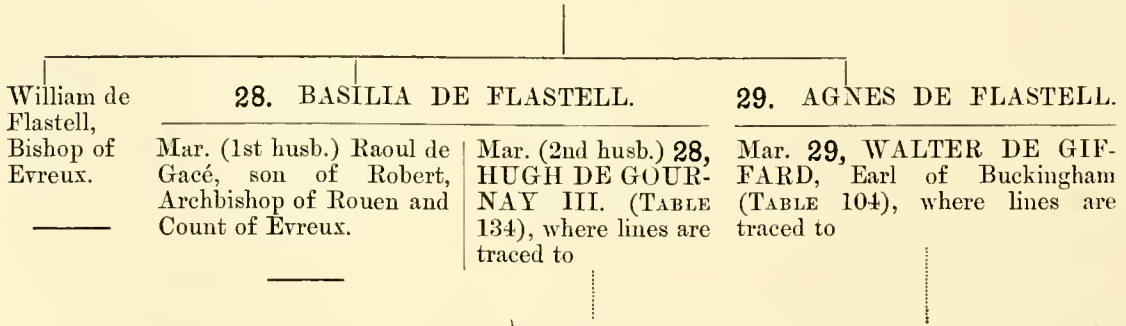 William de
Flastell,
Bishop of
Evreux.
28. BASILIA DE FLASTELL.
Mar. (1st husb.) Raoul de
Gacé, son of Robert,
Archbishop of Rouen and
Count of Evreux.
Mar. (2nd husb.) 28,
HUGH DE GOUR-
NAY III. (TABLE
134), where lines are
traced to
29. AGNES DE FLASTELL.
Mar. 29, WALTER DE GIF-
FARD, Earl of Buckingham
(TABLE 104), where lines are
traced to